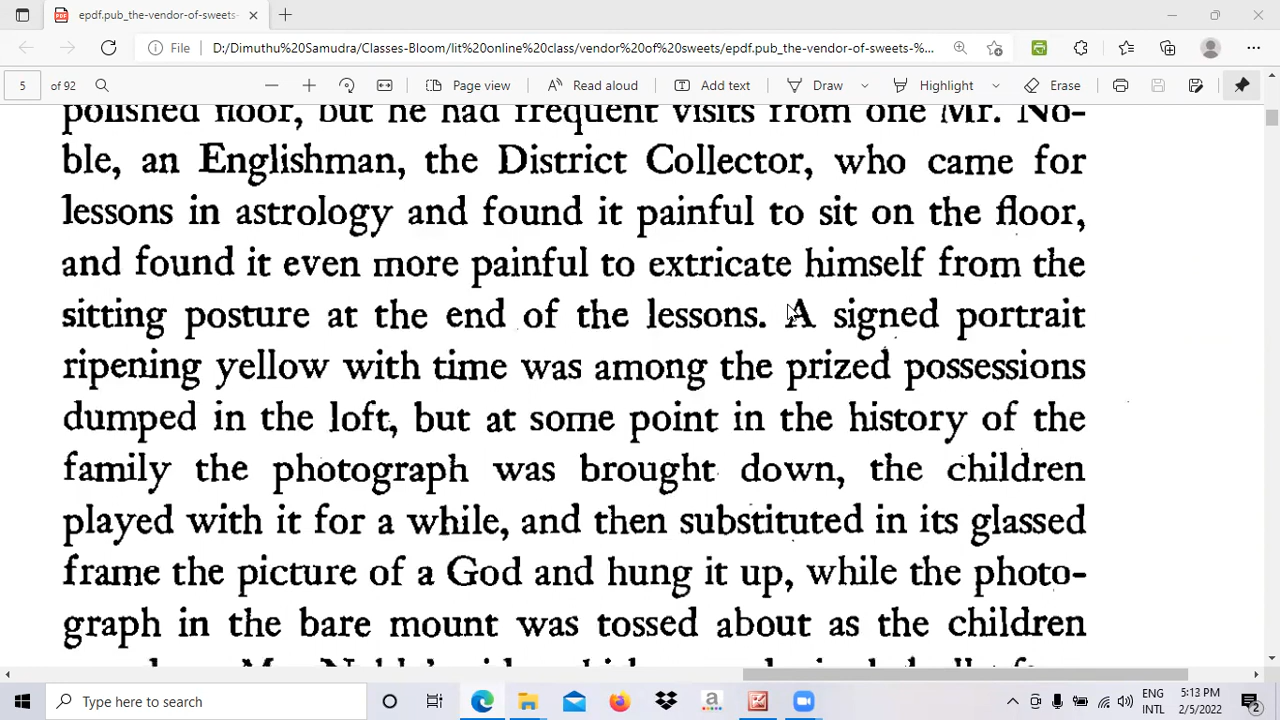 epdf.pub_the-vendor-of-sweets-
File
D:/Dimuthu%20Samudra/Classes-Bloom/lit%20online%20class/vendor%20of%20sweets/epdf.pub_the-vendor-of-sweets-%...
5 of 92
Page view
Read aloud
Add text
Draw
Highlight
Erase
polished floor, but he had frequent visits from one Mr. No-
ble, an Englishman, the District Collector, who came for
lessons in astrology and found it painful to sit on the floor,
and found it even more painful to extricate himself from the
sitting posture at the end of the lessons. A signed portrait
ripening yellow with time was among the prized possessions
dumped in the loft, but at some point in the history of the
family the photograph was brought down, the children
played with it for a while, and then substituted in its glassed
frame the picture of a God and hung it up, while the photo-
graph in the bare mount was tossed about as the children
Type here to search
ENG
INTL
5:13 PM
2/5/2022
2